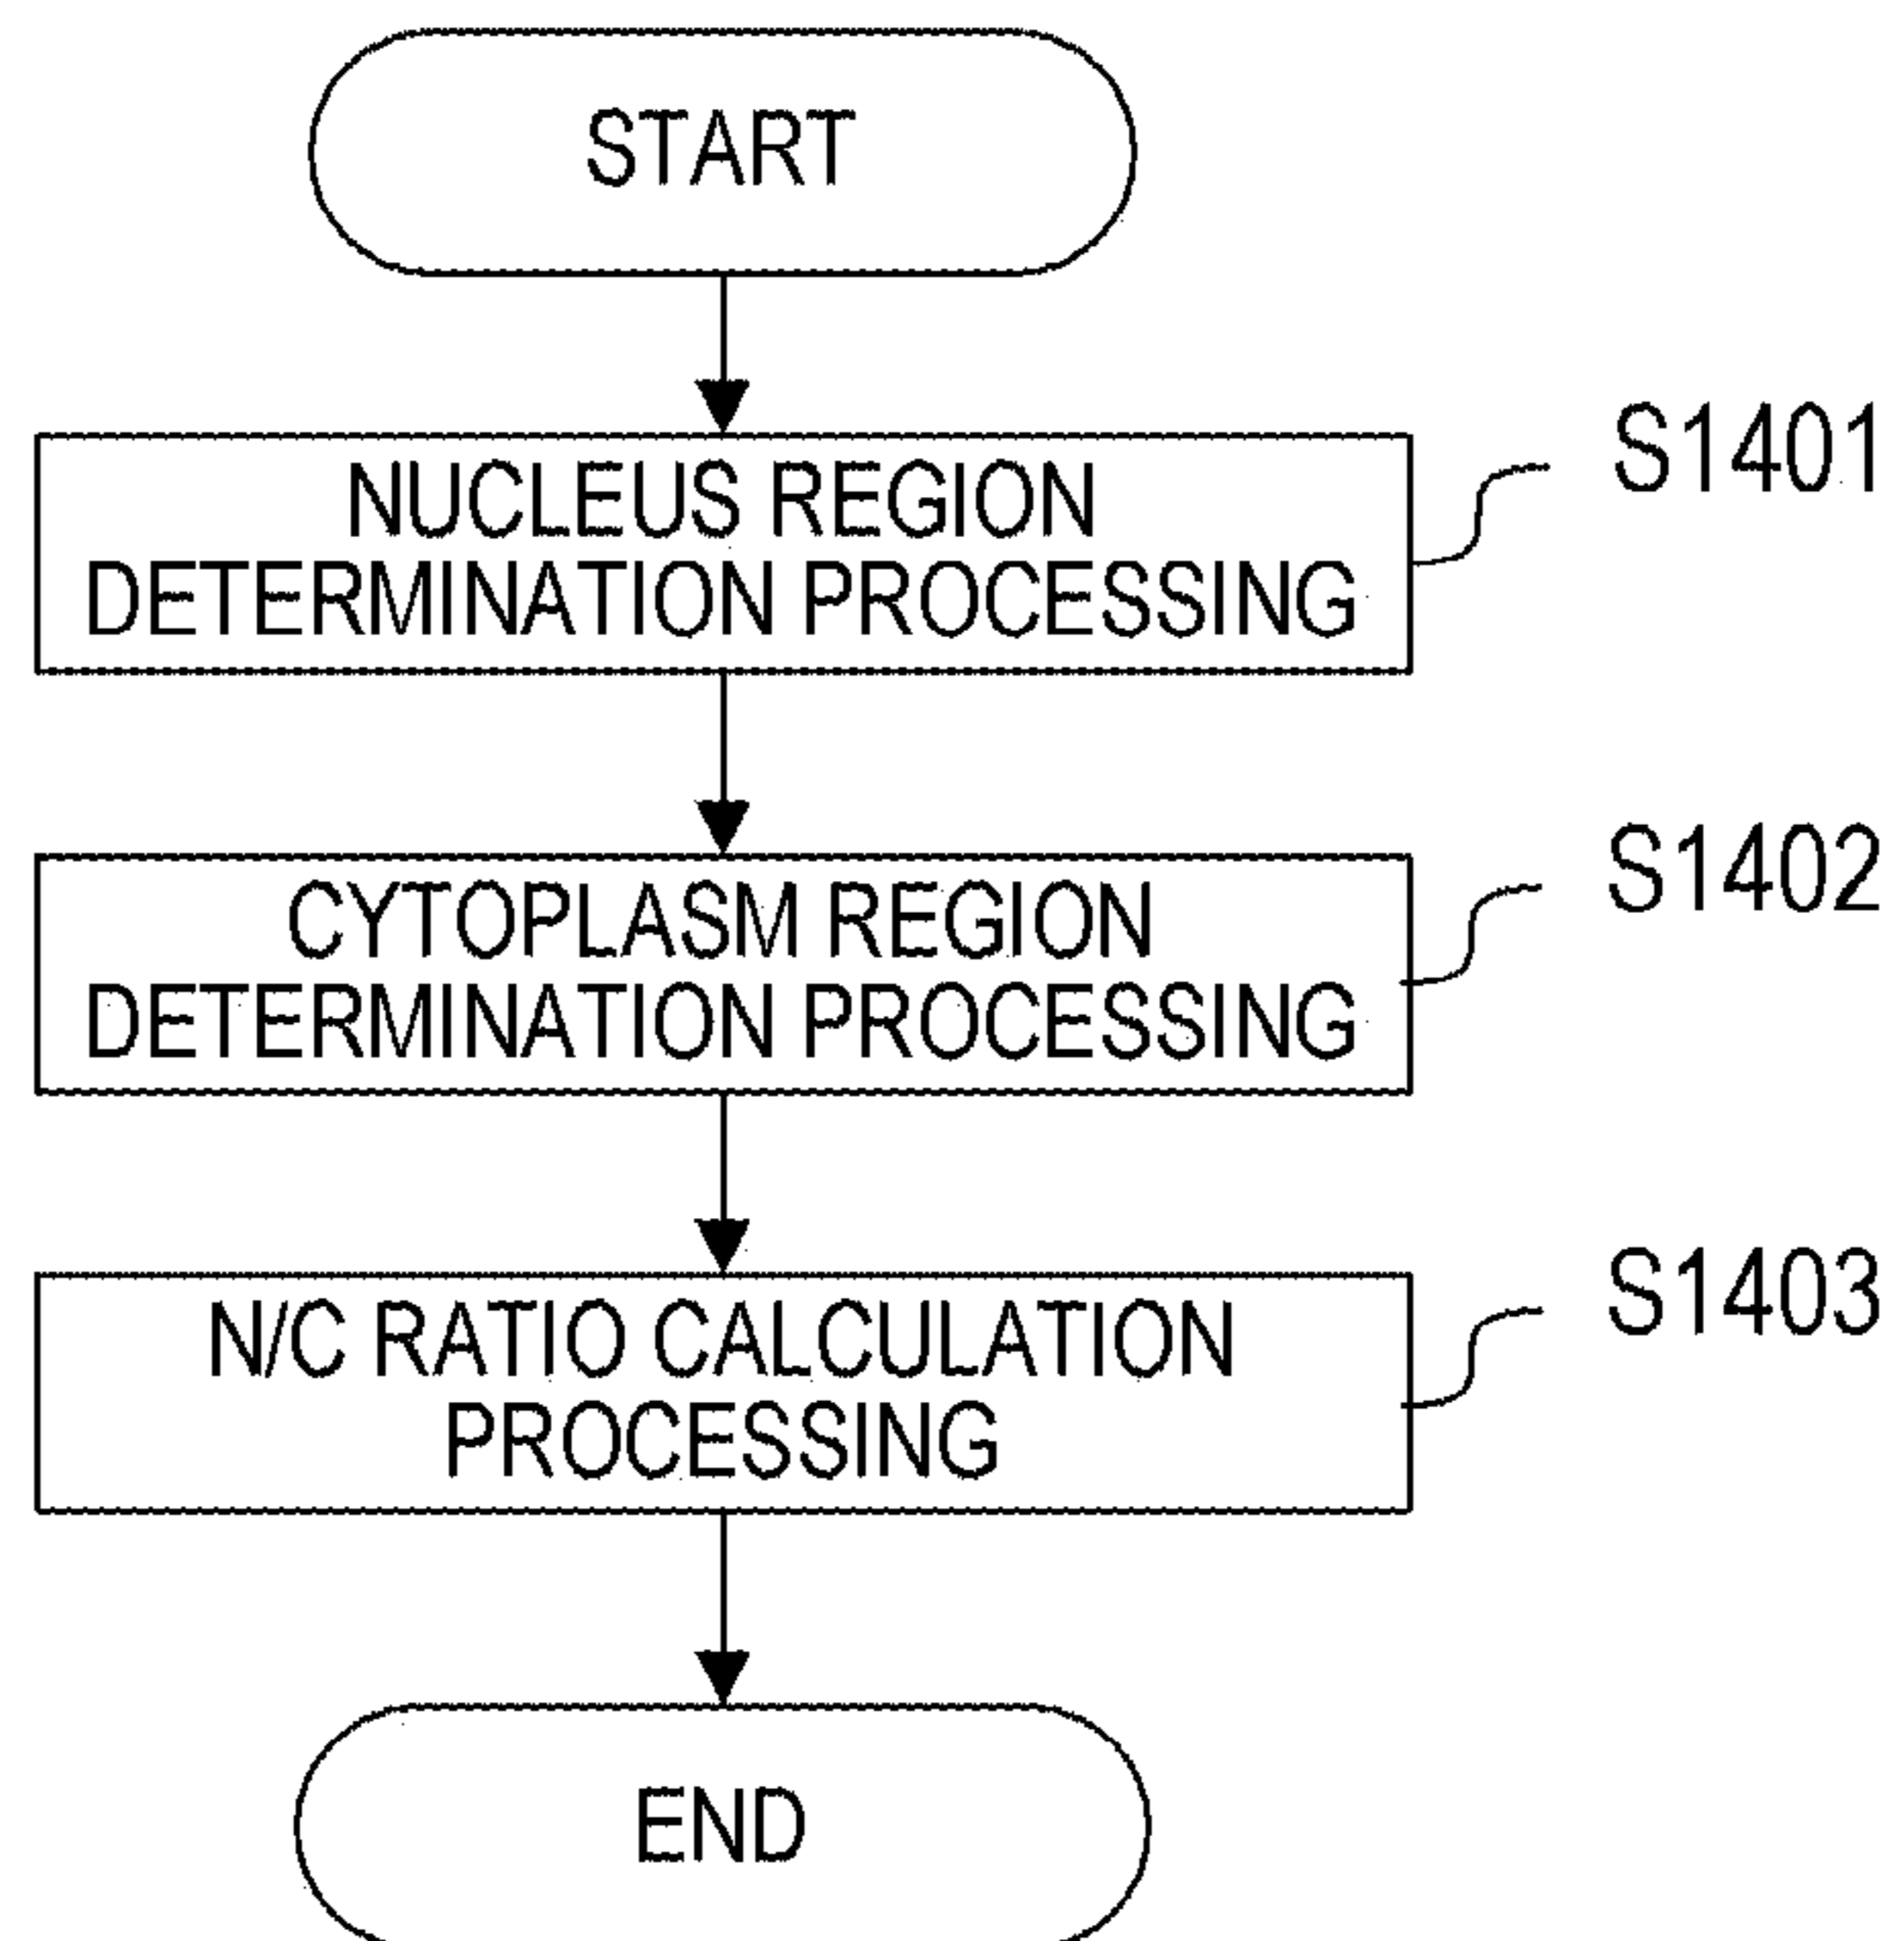 START
NUCLEUS REGION
DETERMINATION PROCESSING
S1401
CYTOPLASM REGION
DETERMINATION PROCESSING
S1402
N/C RATIO CALCULATION
PROCESSING
S1403
END